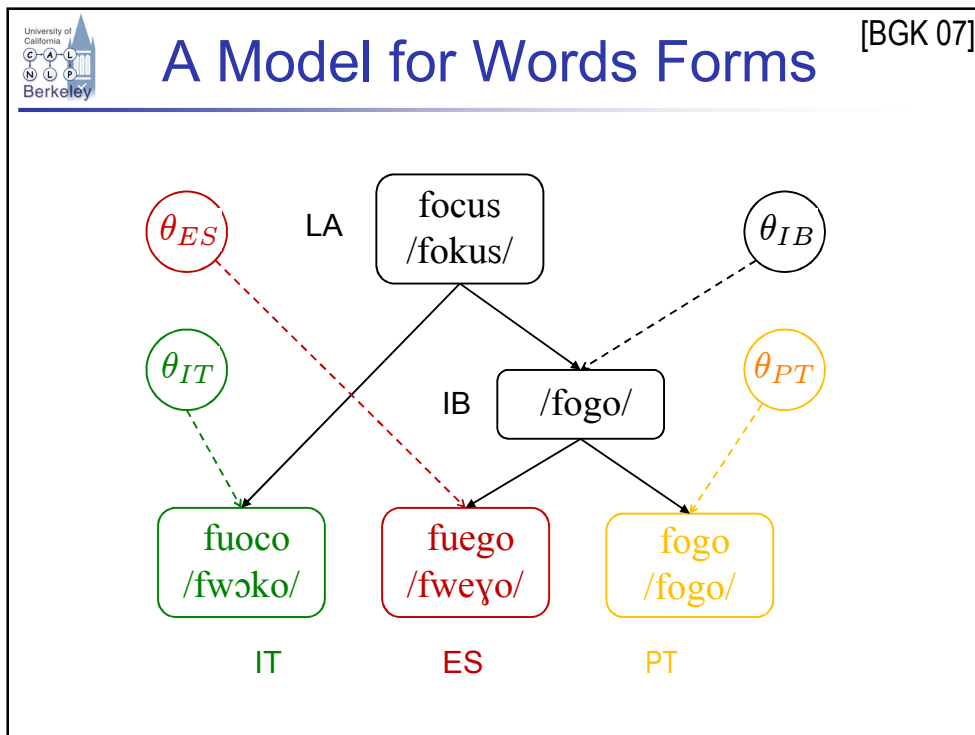 University of
California
C A L
N L P
Berkeley
A Model for Words Forms
[BGK 07]
θES
LA
focus
/fokus/
θIB
θIT
IB
/fogo/
θPT
fuoco
/fwɔko/
fuego
/fweɣo/
fogo
/fogo/
IT
ES
PT